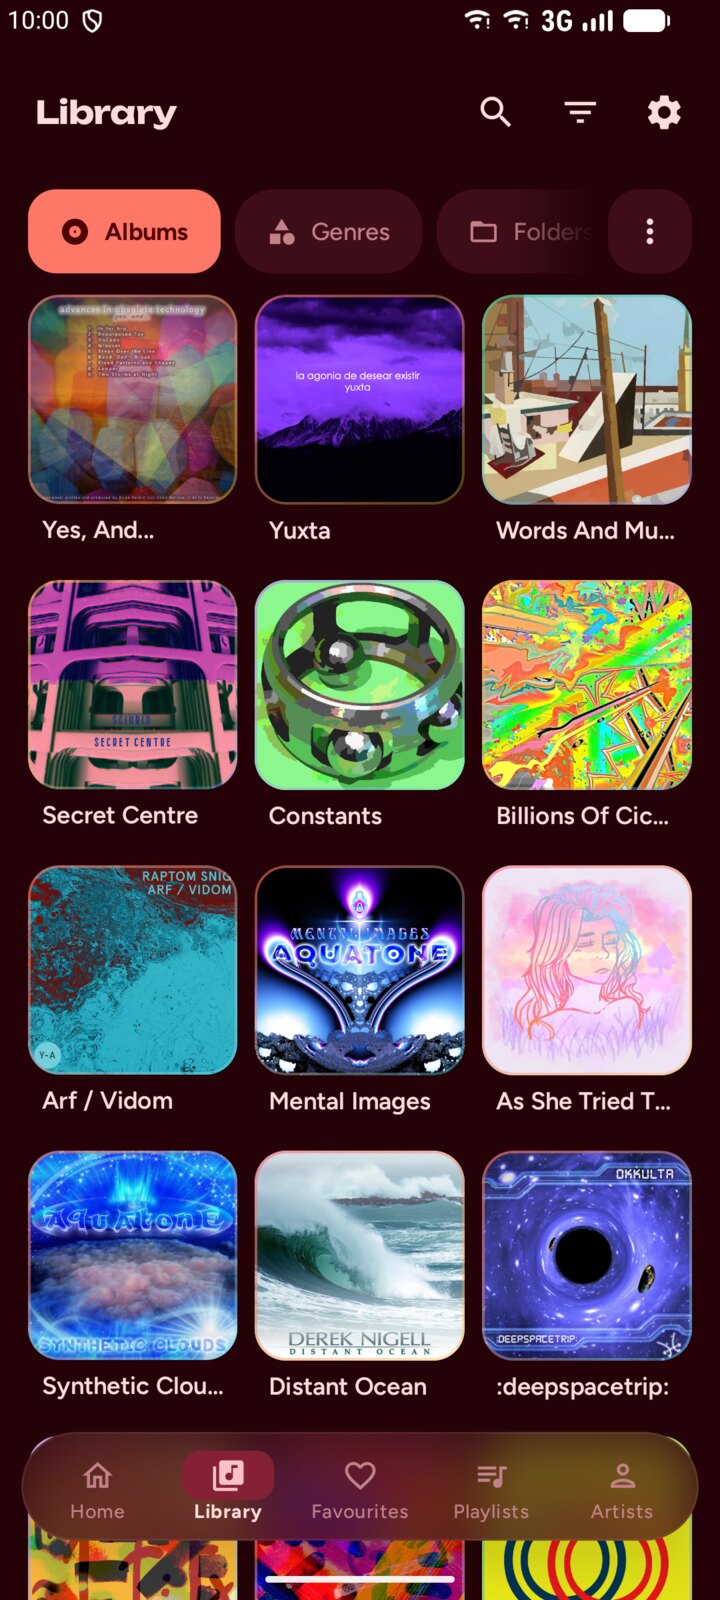 10:00
3G
Library
Albums
Genres
Folders
advances in obsolete technology
yes, and...
la agonia de desear existir
yuxta
Yes, And...
Yuxta
Words And Mu...
SCIURID
SECRET CENTRE
Secret Centre
Constants
Billions Of Cic...
RAPTOM SNIG
ARF / VIDOM
Y-A
MENTAL IMAGES
AQUATONE
Arf / Vidom
Mental Images
As She Tried T...
AquAtonE
SYNTHETIC CLOUDS
DEREK NIGELL
DISTANT OCEAN
OKKULTA
:DEEPSPACETRIP:
Synthetic Clou...
Distant Ocean
:deepspacetrip:
Home
Library
Favourites
Playlists
Artists